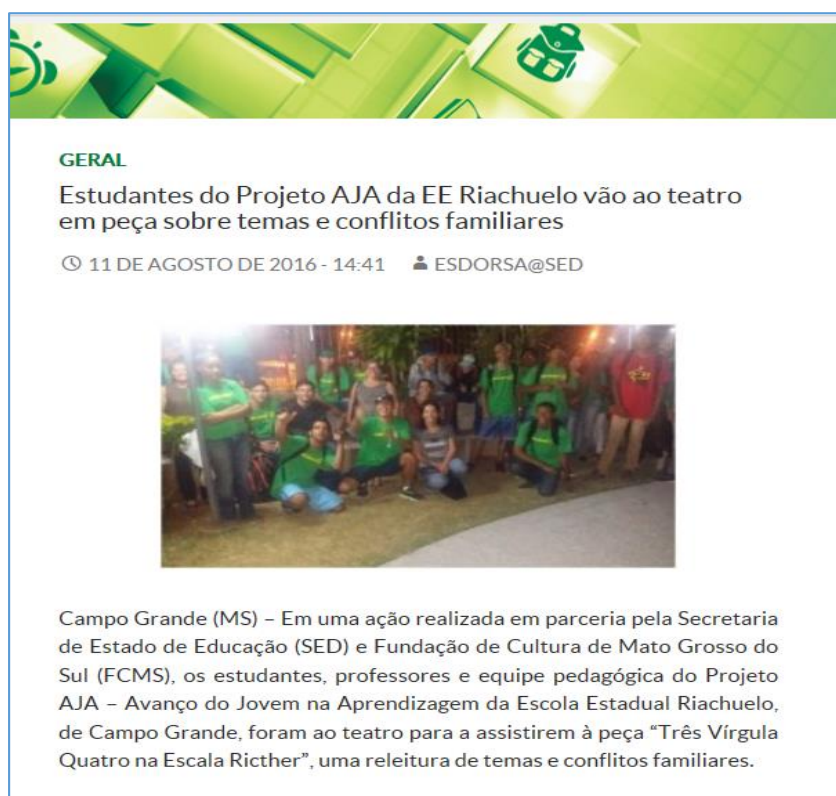 GERAL
Estudantes do Projeto AJA da EE Riachuelo vão ao teatro
em peça sobre temas e conflitos familiares
11 DE AGOSTO DE 2016 - 14:41 ESDORSA@SED
Campo Grande (MS) – Em uma ação realizada em parceria pela Secretaria
de Estado de Educação (SED) e Fundação de Cultura de Mato Grosso do
Sul (FCMS), os estudantes, professores e equipe pedagógica do Projeto
AJA – Avanço do Jovem na Aprendizagem da Escola Estadual Riachuelo,
de Campo Grande, foram ao teatro para a assistirem à peça “Três Vírgula
Quatro na Escala Ricther”, uma releitura de temas e conflitos familiares.